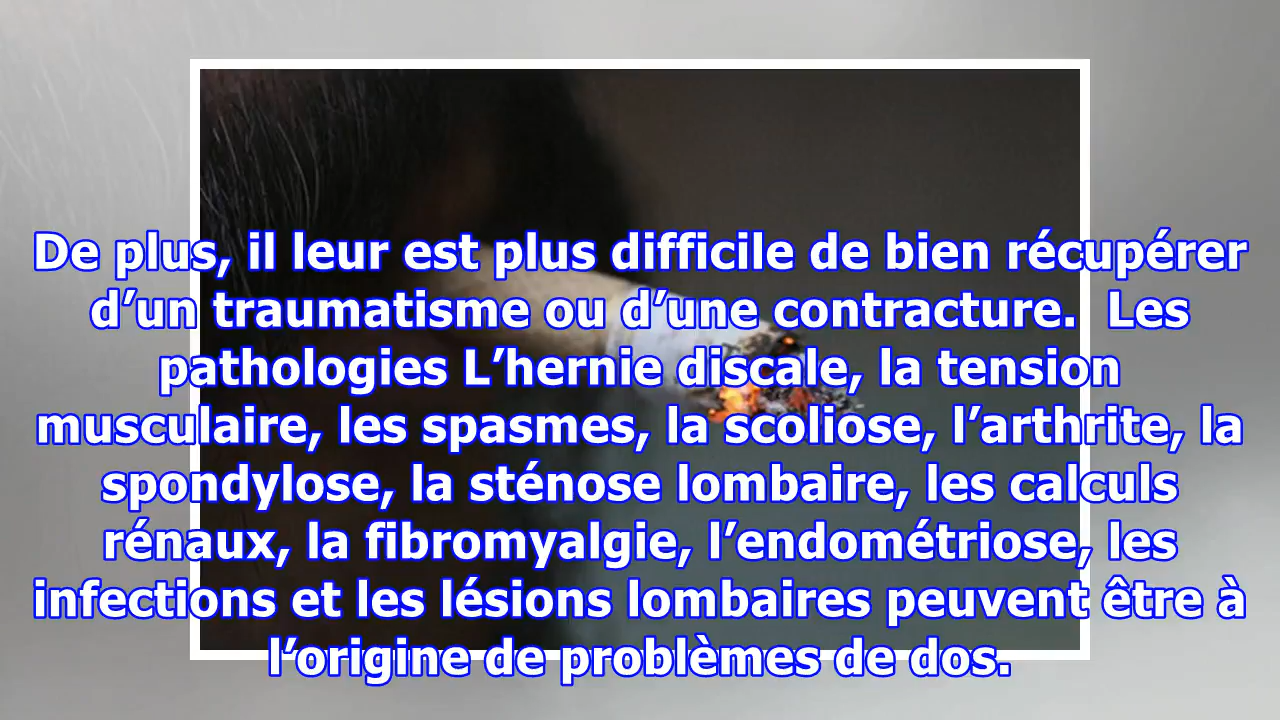 De plus, il leur est plus difficile de bien récupérer
d’un traumatisme ou d’une contracture.  Les
pathologies L’hernie discale, la tension
musculaire, les spasmes, la scoliose, l’arthrite, la
spondylose, la sténose lombaire, les calculs
rénaux, la fibromyalgie, l’endométriose, les
infections et les lésions lombaires peuvent être à
l’origine de problèmes de dos.